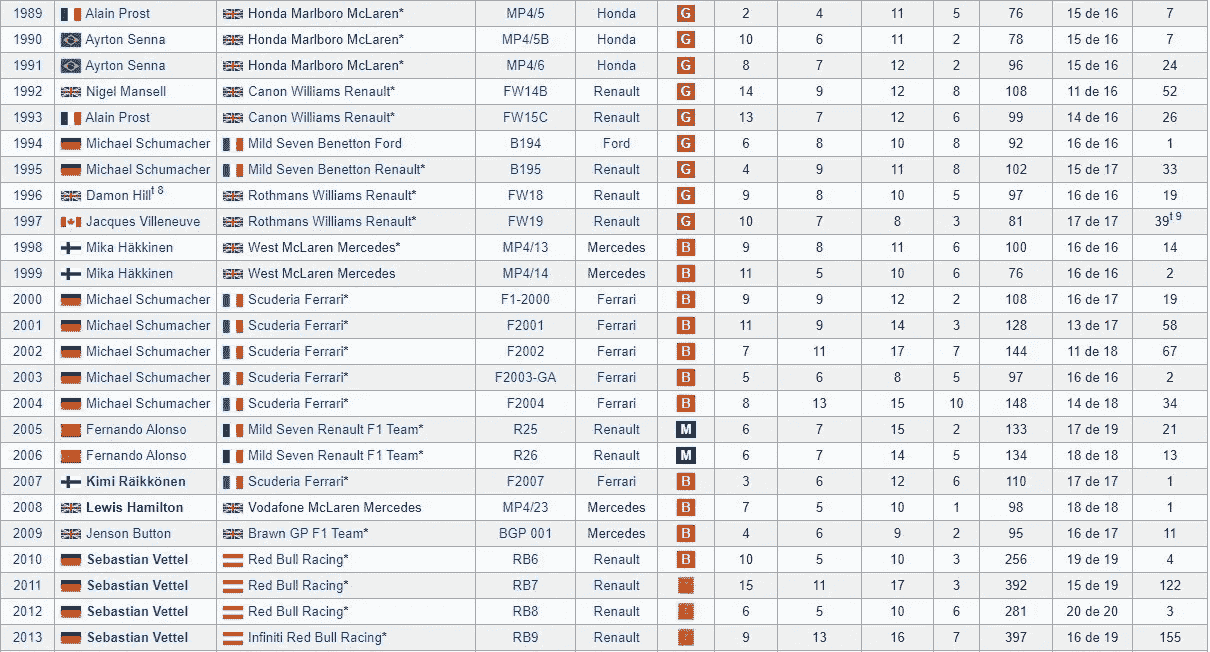 1989 Alain Prost Honda Marlboro McLaren* MP4/5 Honda G 2 4 11 5 76 15 de 16 7
1990 Ayrton Senna Honda Marlboro McLaren* MP4/5B Honda G 10 6 11 2 78 15 de 16 7
1991 Ayrton Senna Honda Marlboro McLaren* MP4/6 Honda G 8 7 12 2 96 15 de 16 24
1992 Nigel Mansell Canon Williams Renault* FW14B Renault G 14 9 12 8 108 11 de 16 52
1993 Alain Prost Canon Williams Renault* FW15C Renault G 13 7 12 6 99 14 de 16 26
1994 Michael Schumacher Mild Seven Benetton Ford B194 Ford G 6 8 10 8 92 16 de 16 1
1995 Michael Schumacher Mild Seven Benetton Renault* B195 Renault G 4 9 11 8 102 15 de 17 33
1996 Damon Hill† 8 Rothmans Williams Renault* FW18 Renault G 9 8 10 5 97 16 de 16 19
1997 Jacques Villeneuve Rothmans Williams Renault* FW19 Renault G 10 7 8 3 81 17 de 17 39† 9
1998 Mika Häkkinen West McLaren Mercedes* MP4/13 Mercedes B 9 8 11 6 100 16 de 16 14
1999 Mika Häkkinen West McLaren Mercedes MP4/14 Mercedes B 11 5 10 6 76 16 de 16 2
2000 Michael Schumacher Scuderia Ferrari* F1-2000 Ferrari B 9 9 12 2 108 16 de 17 19
2001 Michael Schumacher Scuderia Ferrari* F2001 Ferrari B 11 9 14 3 128 13 de 17 58
2002 Michael Schumacher Scuderia Ferrari* F2002 Ferrari B 7 11 17 7 144 11 de 18 67
2003 Michael Schumacher Scuderia Ferrari* F2003-GA Ferrari B 5 6 8 5 97 16 de 16 2
2004 Michael Schumacher Scuderia Ferrari* F2004 Ferrari B 8 13 15 10 148 14 de 18 34
2005 Fernando Alonso Mild Seven Renault F1 Team* R25 Renault M 6 7 15 2 133 17 de 19 21
2006 Fernando Alonso Mild Seven Renault F1 Team* R26 Renault M 6 7 14 5 134 18 de 18 13
2007 Kimi Räikkönen Scuderia Ferrari* F2007 Ferrari B 3 6 12 6 110 17 de 17 1
2008 Lewis Hamilton Vodafone McLaren Mercedes MP4/23 Mercedes B 7 5 10 1 98 18 de 18 1
2009 Jenson Button Brawn GP F1 Team* BGP 001 Mercedes B 4 6 9 2 95 16 de 17 11
2010 Sebastian Vettel Red Bull Racing* RB6 Renault B 10 5 10 3 256 19 de 19 4
2011 Sebastian Vettel Red Bull Racing* RB7 Renault 15 11 17 3 392 15 de 19 122
2012 Sebastian Vettel Red Bull Racing* RB8 Renault 6 5 10 6 281 20 de 20 3
2013 Sebastian Vettel Infiniti Red Bull Racing* RB9 Renault 9 13 16 7 397 16 de 19 155